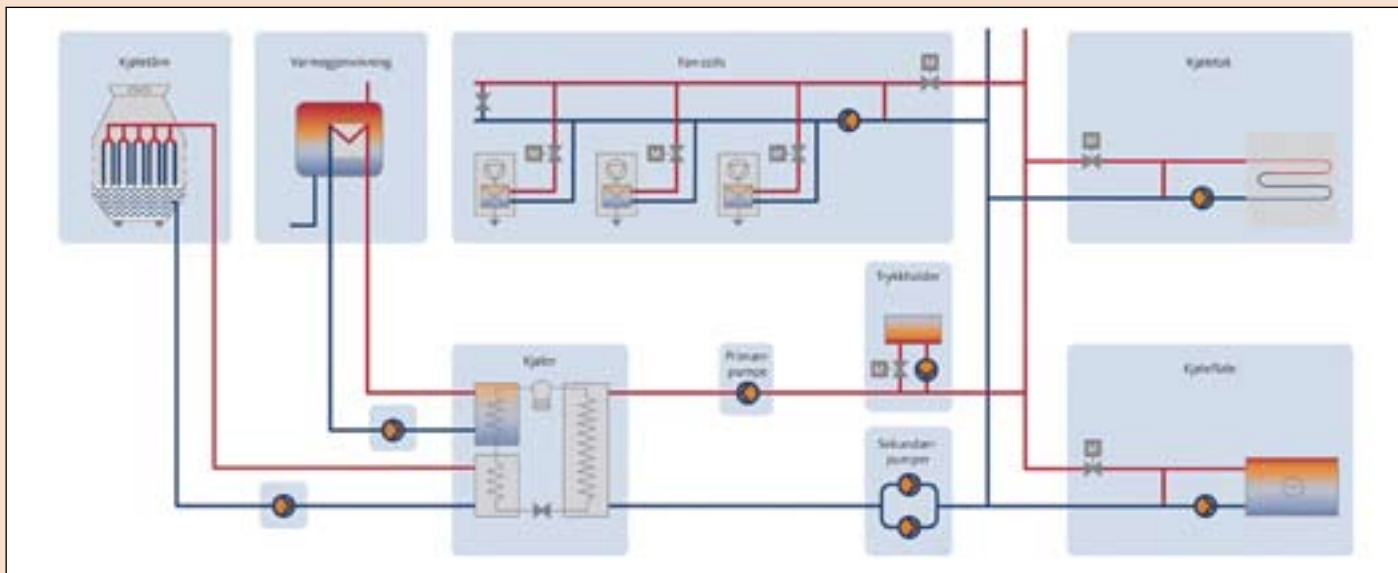 Kjøletårn
Varmegjenvinning
Fan-coils
Kjøletak
Trykkholder
Kjøler
Primær-
pumpe
Kjøleflate
Sekundær-
pumper
M
M
M
M
M
M
M